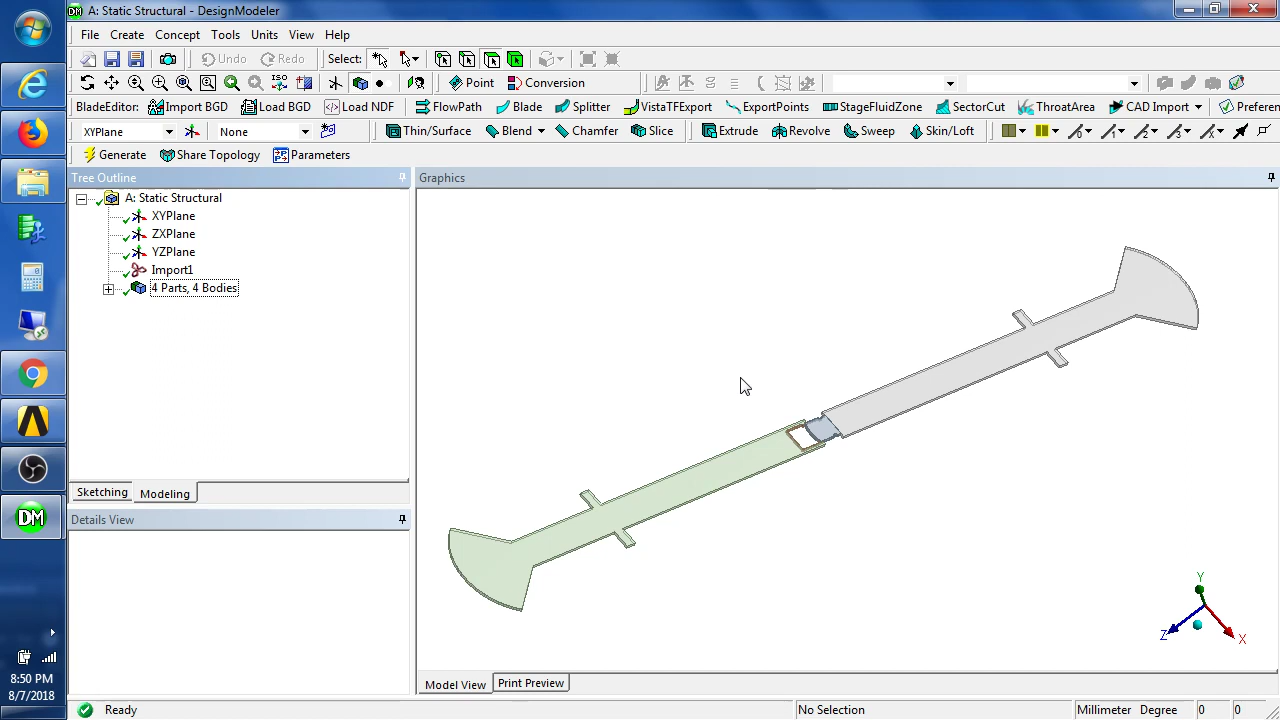 A: Static Structural - DesignModeler
File Create Concept Tools Units View Help
Undo Redo Select:
Point Conversion
BladeEditor: Import BGD Load BGD Load NDF FlowPath Blade Splitter VistaTFExport ExportPoints StageFluidZone SectorCut ThroatArea CAD Import Preferen
XYPlane None Thin/Surface Blend Chamfer Slice Extrude Revolve Sweep Skin/Loft
Generate Share Topology Parameters
Tree Outline
A: Static Structural
XYPlane
ZXPlane
YZPlane
Import1
4 Parts, 4 Bodies
Sketching Modeling
Details View
Graphics
Y
Z
X
Model View Print Preview
Ready No Selection Millimeter Degree 0 0
DM
8:50 PM
8/7/2018